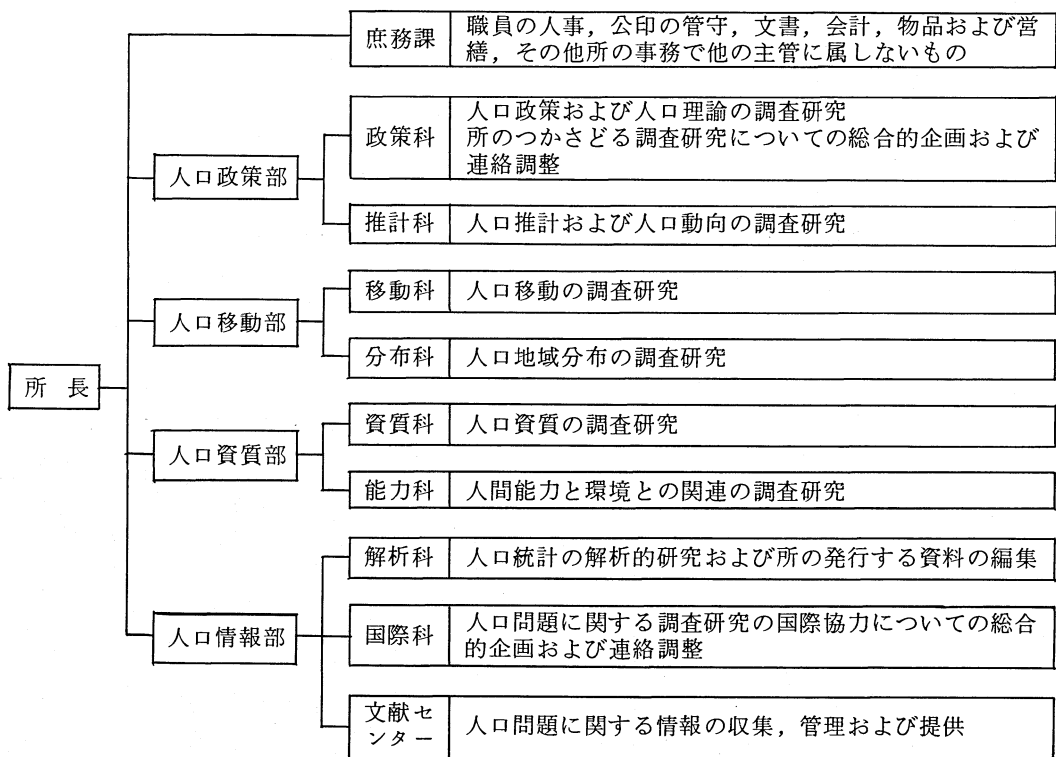 庶務課
職員の人事，公印の管守，文書，会計，物品および営
繕，その他所の事務で他の主管に属しないもの
人口政策部
政策科
人口政策および人口理論の調査研究
所のつかさどる調査研究についての総合的企画および
連絡調整
推計科
人口推計および人口動向の調査研究
人口移動部
移動科
人口移動の調査研究
分布科
人口地域分布の調査研究
所長
人口資質部
資質科
人口資質の調査研究
能力科
人間能力と環境との関連の調査研究
人口情報部
解析科
人口統計の解析的研究および所の発行する資料の編集
国際科
人口問題に関する調査研究の国際協力についての総合
的企画および連絡調整
文献セ
ンター
人口問題に関する情報の収集，管理および提供